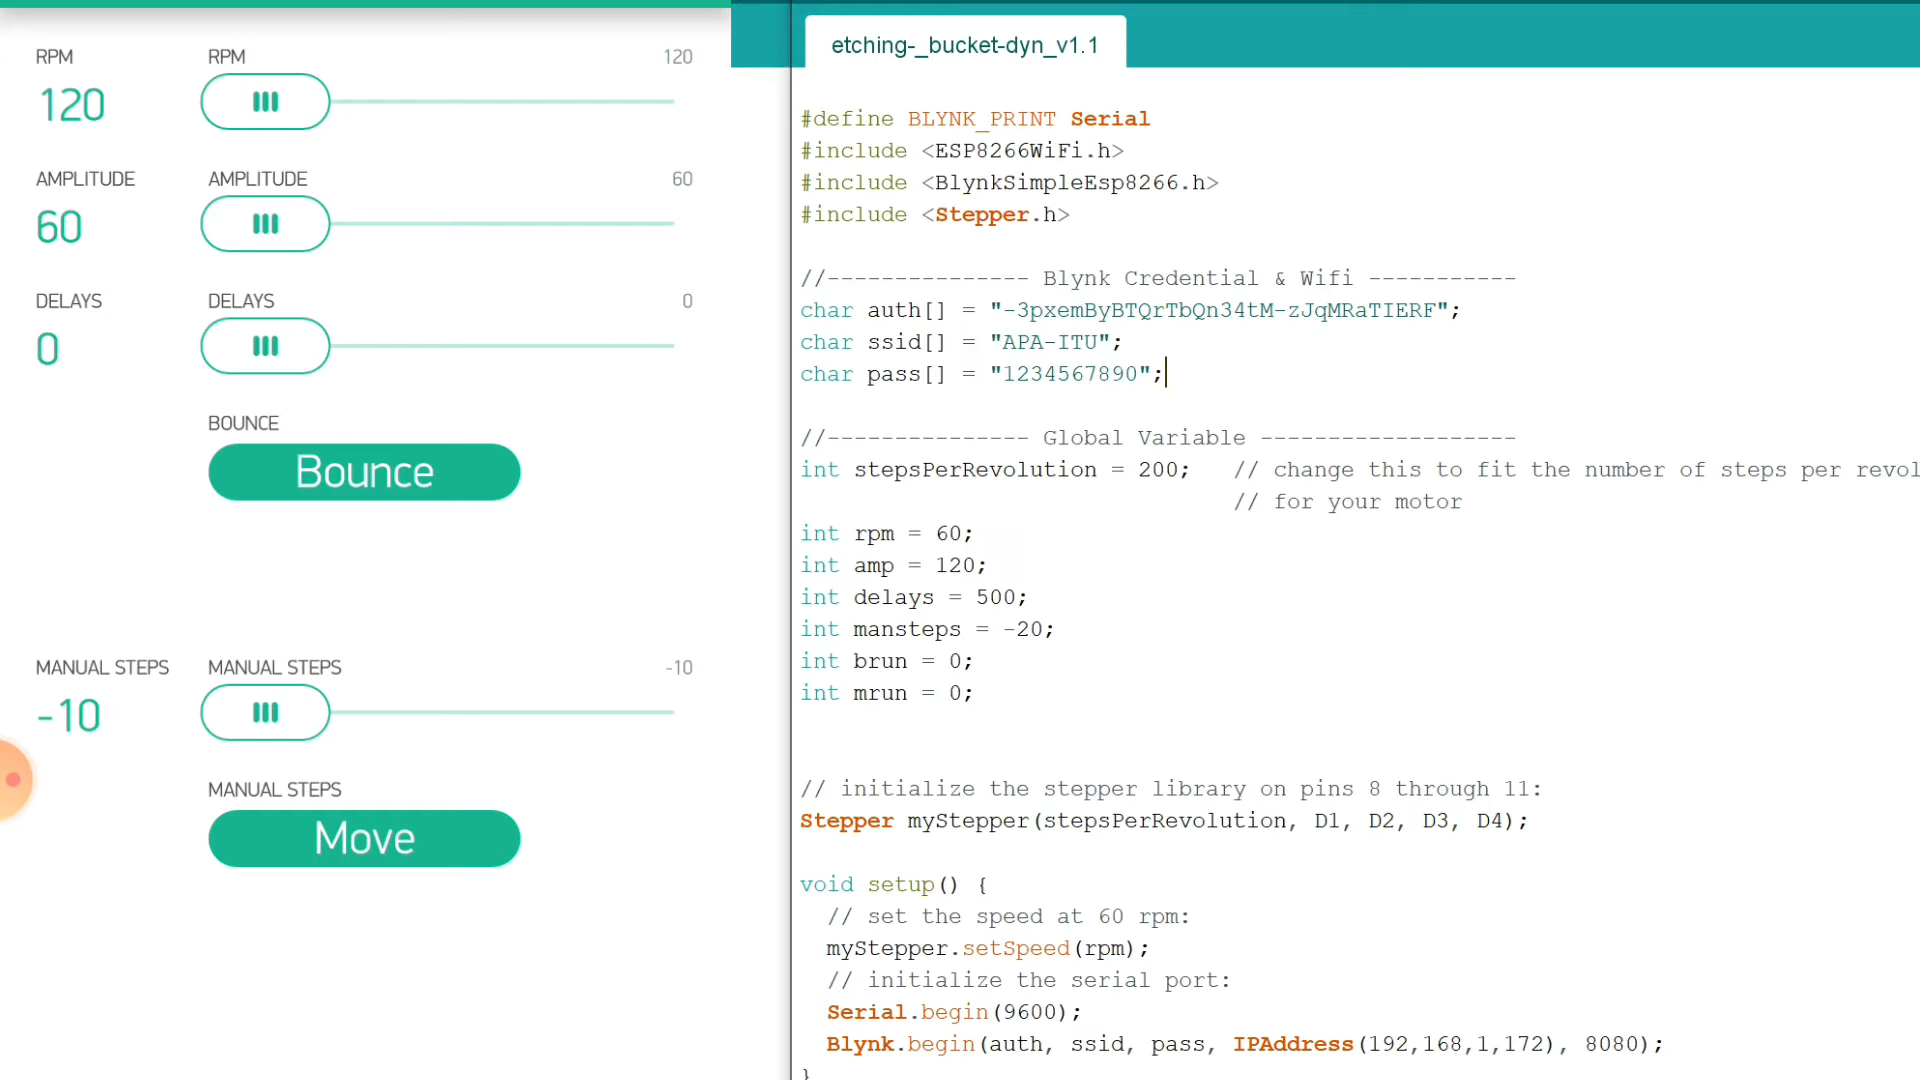 RPM
RPM
120
120
AMPLITUDE
AMPLITUDE
60
60
DELAYS
DELAYS
0
0
BOUNCE
Bounce
MANUAL STEPS
MANUAL STEPS
-10
-10
MANUAL STEPS
Move
etching-_bucket-dyn_v1.1
#define BLYNK_PRINT Serial
#include <ESP8266WiFi.h>
#include <BlynkSimpleEsp8266.h>
#include <Stepper.h>
//--------------- Blynk Credential & Wifi -----------
char auth[] = "-3pxemByBTQrTbQn34tM-zJqMRaTIERF";
char ssid[] = "APA-ITU";
char pass[] = "1234567890";
//--------------- Global Variable -------------------
int stepsPerRevolution = 200; // change this to fit the number of steps per revol
// for your motor
int rpm = 60;
int amp = 120;
int delays = 500;
int mansteps = -20;
int brun = 0;
int mrun = 0;
// initialize the stepper library on pins 8 through 11:
Stepper myStepper(stepsPerRevolution, D1, D2, D3, D4);
void setup() {
// set the speed at 60 rpm:
myStepper.setSpeed(rpm);
// initialize the serial port:
Serial.begin(9600);
Blynk.begin(auth, ssid, pass, IPAddress(192,168,1,172), 8080);
}